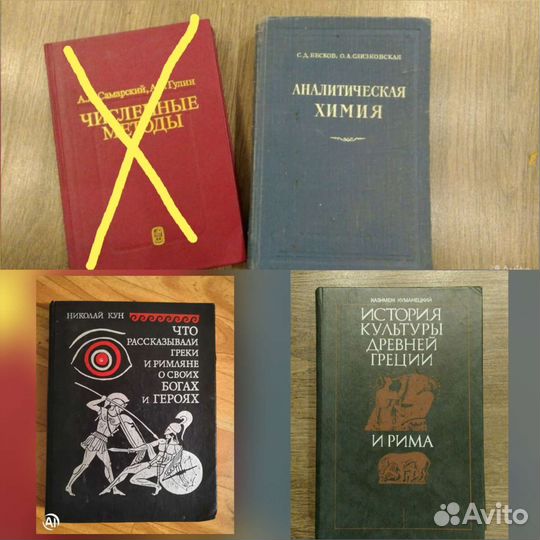 А.А. Самарский, А.В. Гулин
ЧИСЛЕННЫЕ
МЕТОДЫ
С. Д. БЕСКОВ, О. А. СЛИЗКОВСКАЯ
АНАЛИТИЧЕСКАЯ
ХИМИЯ
НИКОЛАЙ КУН
ЧТО
РАССКАЗЫВАЛИ
ГРЕКИ
И РИМЛЯНЕ
О СВОИХ
БОГАХ
И ГЕРОЯХ
КАЗИМЕЖ КУМАНЕЦКИЙ
ИСТОРИЯ
КУЛЬТУРЫ
ДРЕВНЕЙ
ГРЕЦИИ
И РИМА
AI
Avito